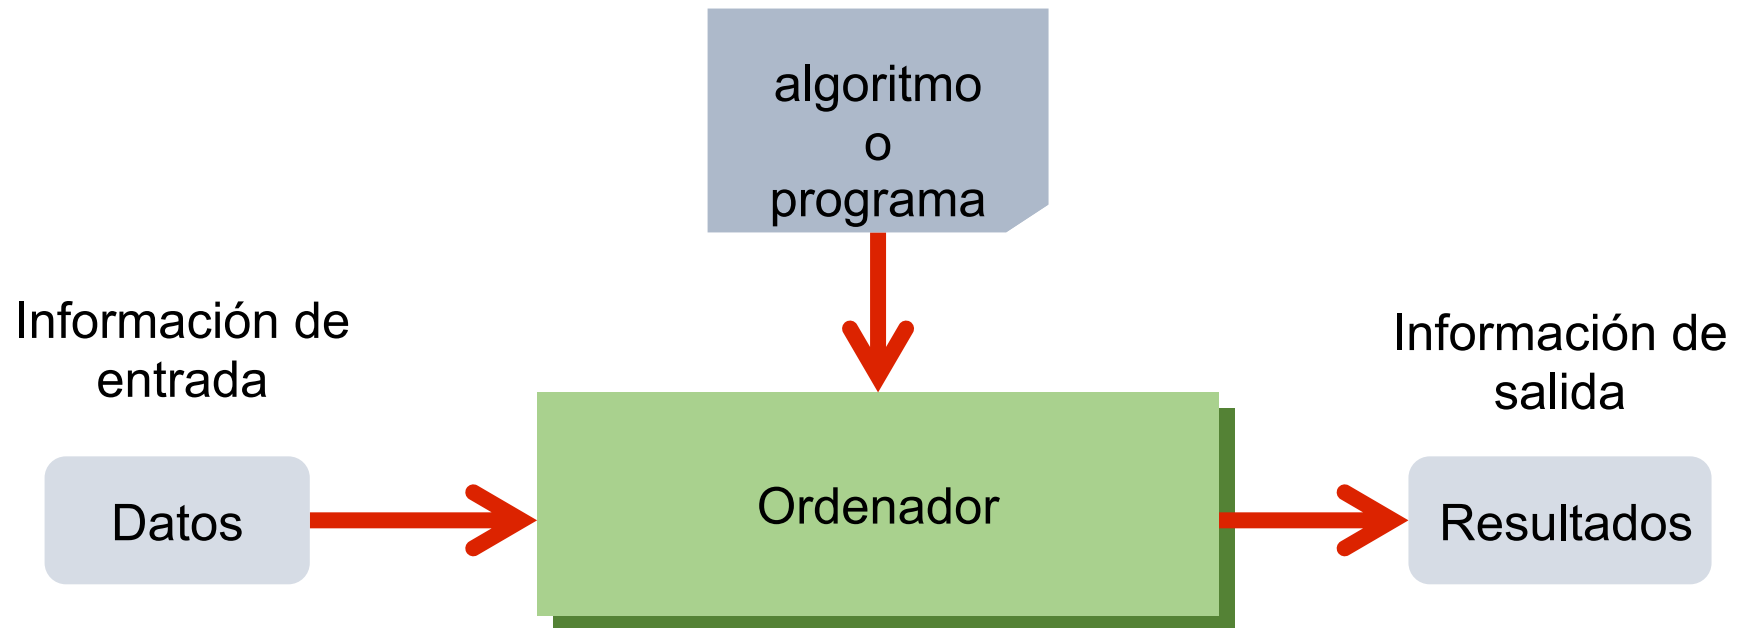 algoritmo
o
programa
Información de
entrada
Información de
salida
Datos
Ordenador
Resultados